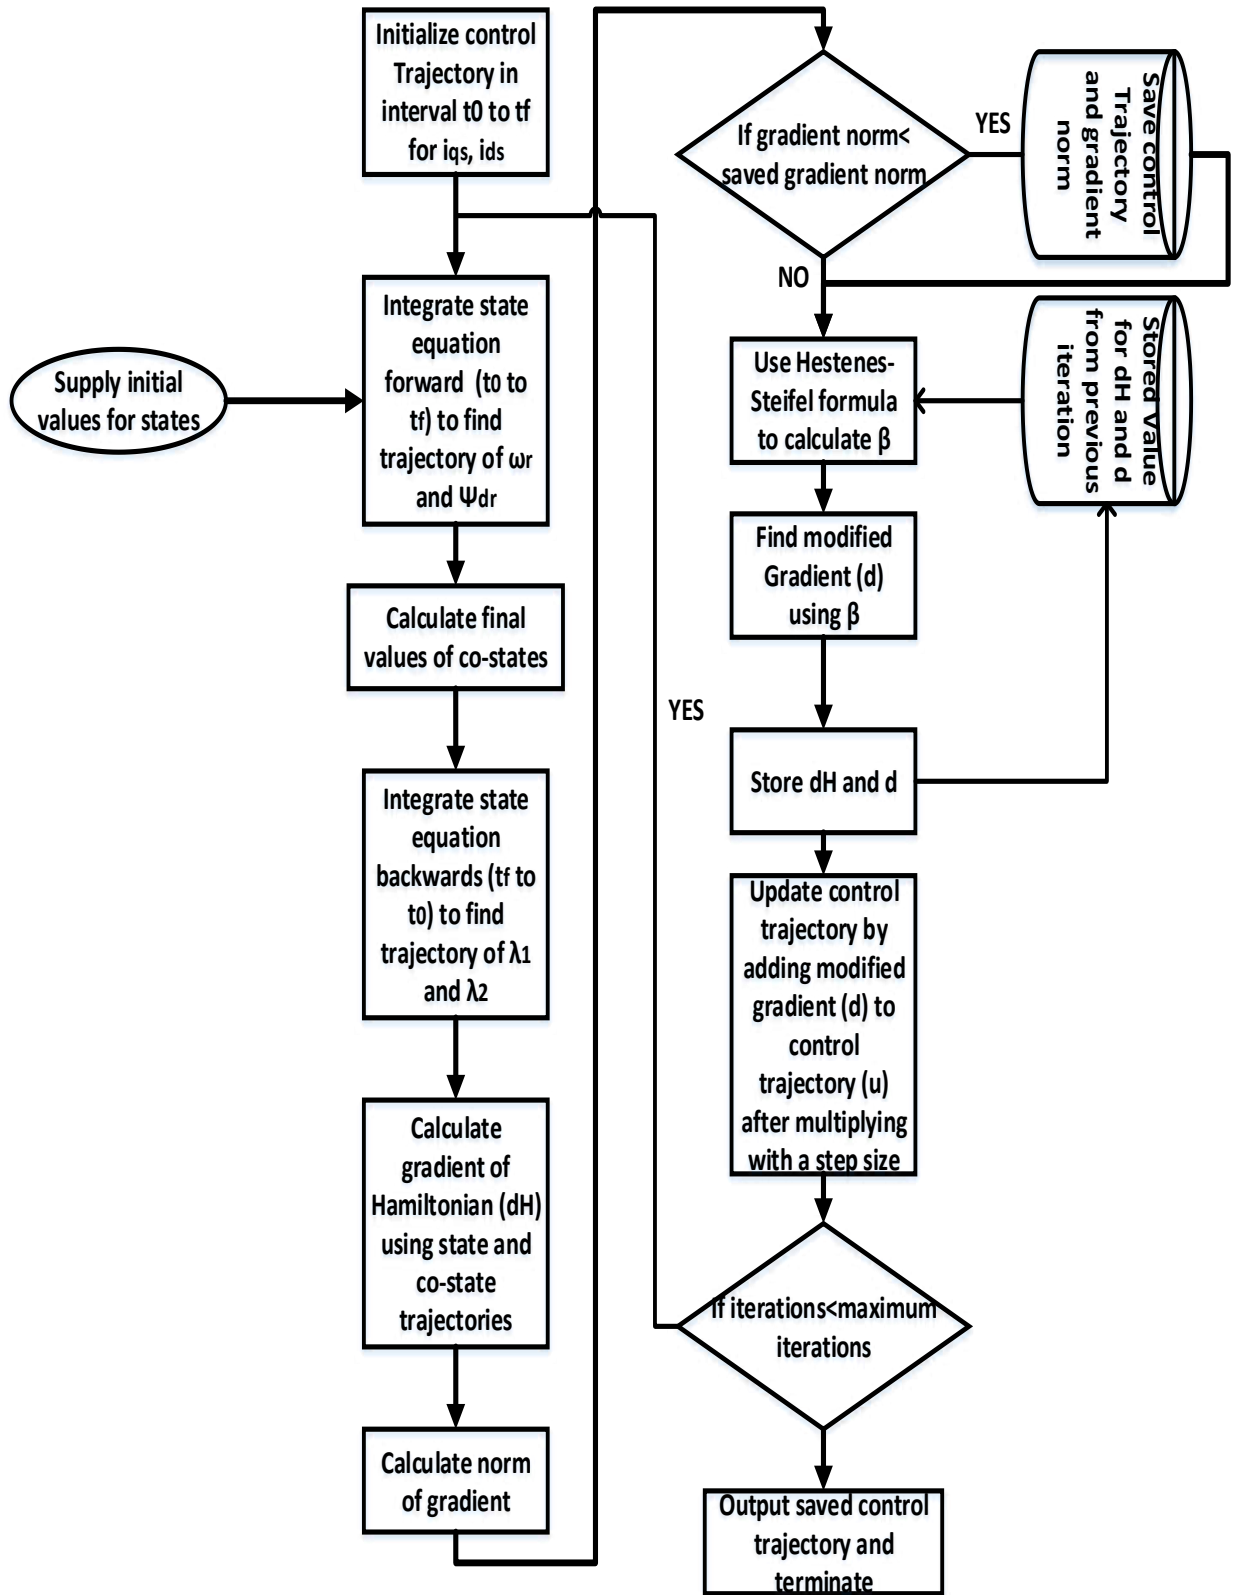 Initialize control
Trajectory in
interval t0 to tf
for iqs, ids
Supply initial
values for states
Integrate state
equation
forward (t0 to
tf) to find
trajectory of ωr
and Ψdr
Calculate final
values of co-states
Integrate state
equation
backwards (tf to
t0) to find
trajectory of λ1
and λ2
Calculate
gradient of
Hamiltonian (dH)
using state and
co-state
trajectories
Calculate norm
of gradient
If gradient norm<
saved gradient norm
YES
Save control
Trajectory
and gradient
norm
NO
Use Hestenes-
Steifel formula
to calculate β
Stored Value
for dH and d
from previous
iteration
Find modified
Gradient (d)
using β
Store dH and d
Update control
trajectory by
adding modified
gradient (d) to
control
trajectory (u)
after multiplying
with a step size
YES
If iterations<maximum
iterations
Output saved control
trajectory and
terminate